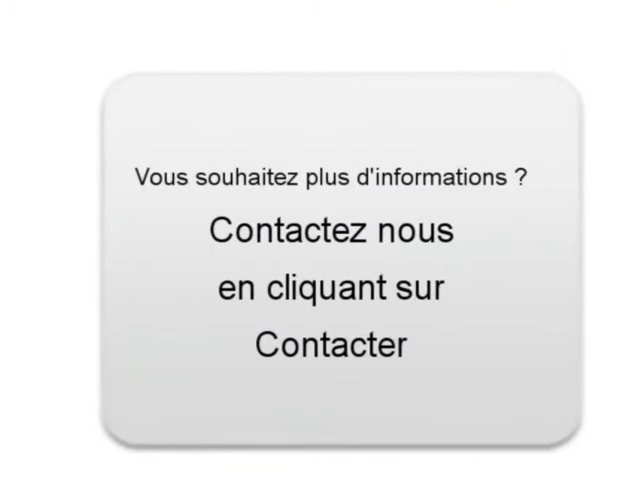 Vous souhaitez plus d'informations ?
Contactez nous
en cliquant sur
Contacter